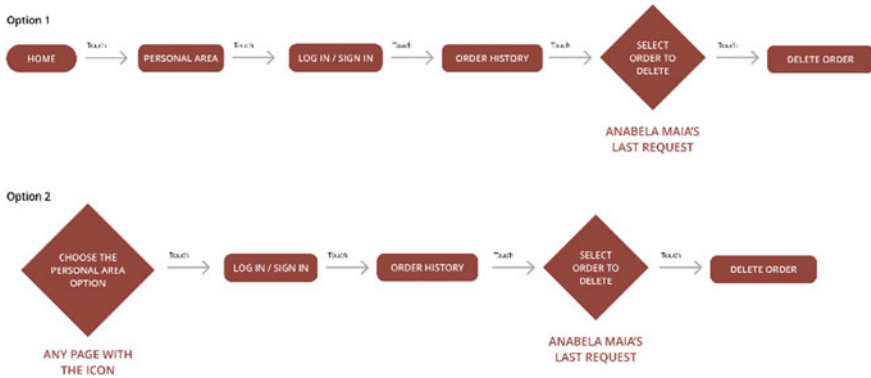 Option 1
Touch
Touch
Touch
Touch
Touch
HOME
PERSONAL AREA
LOG IN / SIGN IN
ORDER HISTORY
SELECT
ORDER TO
DELETE
DELETE ORDER
ANABELA MAIA'S
LAST REQUEST
Option 2
Touch
Touch
Touch
Touch
CHOOSE THE
PERSONAL AREA
OPTION
LOG IN / SIGN IN
ORDER HISTORY
SELECT
ORDER TO
DELETE
DELETE ORDER
ANY PAGE WITH
THE ICON
ANABELA MAIA'S
LAST REQUEST